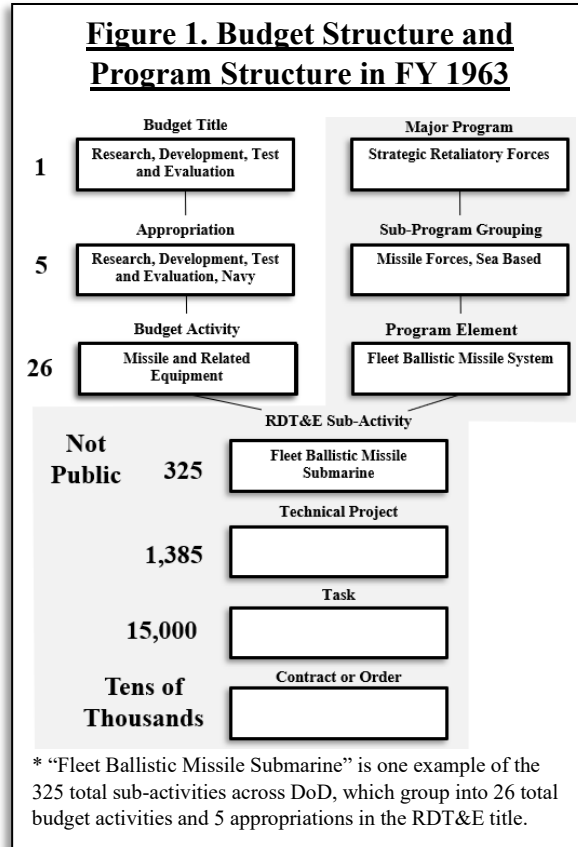 Figure 1. Budget Structure and
Program Structure in FY 1963
Budget Title
Major Program
1
Research, Development, Test
and Evaluation
Strategic Retaliatory Forces
Appropriation
Sub-Program Grouping
5
Research, Development, Test
and Evaluation, Navy
Missile Forces, Sea Based
Budget Activity
Program Element
26
Missile and Related
Equipment
Fleet Ballistic Missile System
RDT&E Sub-Activity
Not
Public
325
Fleet Ballistic Missile
Submarine
Technical Project
1,385
Task
15,000
Contract or Order
Tens of
Thousands
* “Fleet Ballistic Missile Submarine” is one example of the
325 total sub-activities across DoD, which group into 26 total
budget activities and 5 appropriations in the RDT&E title.